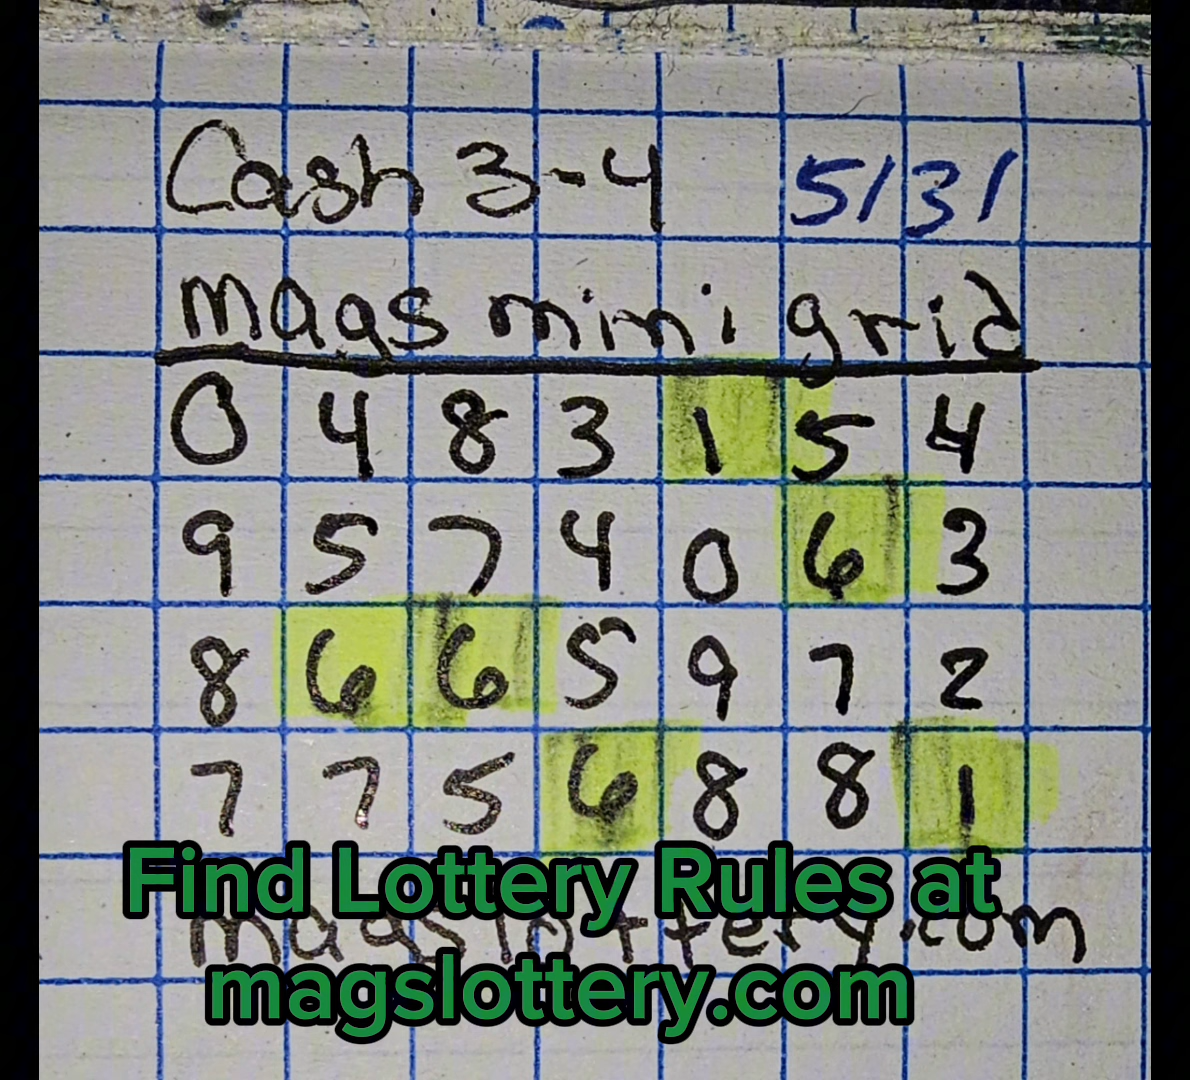 Cash 3-4 5/31
mags mini grid
0 4 8 3 1 5 4
9 5 7 4 0 6 3
8 6 6 5 9 7 2
7 7 5 6 8 8 1
Find Lottery Rules at
magslottery.com
magslottery.com